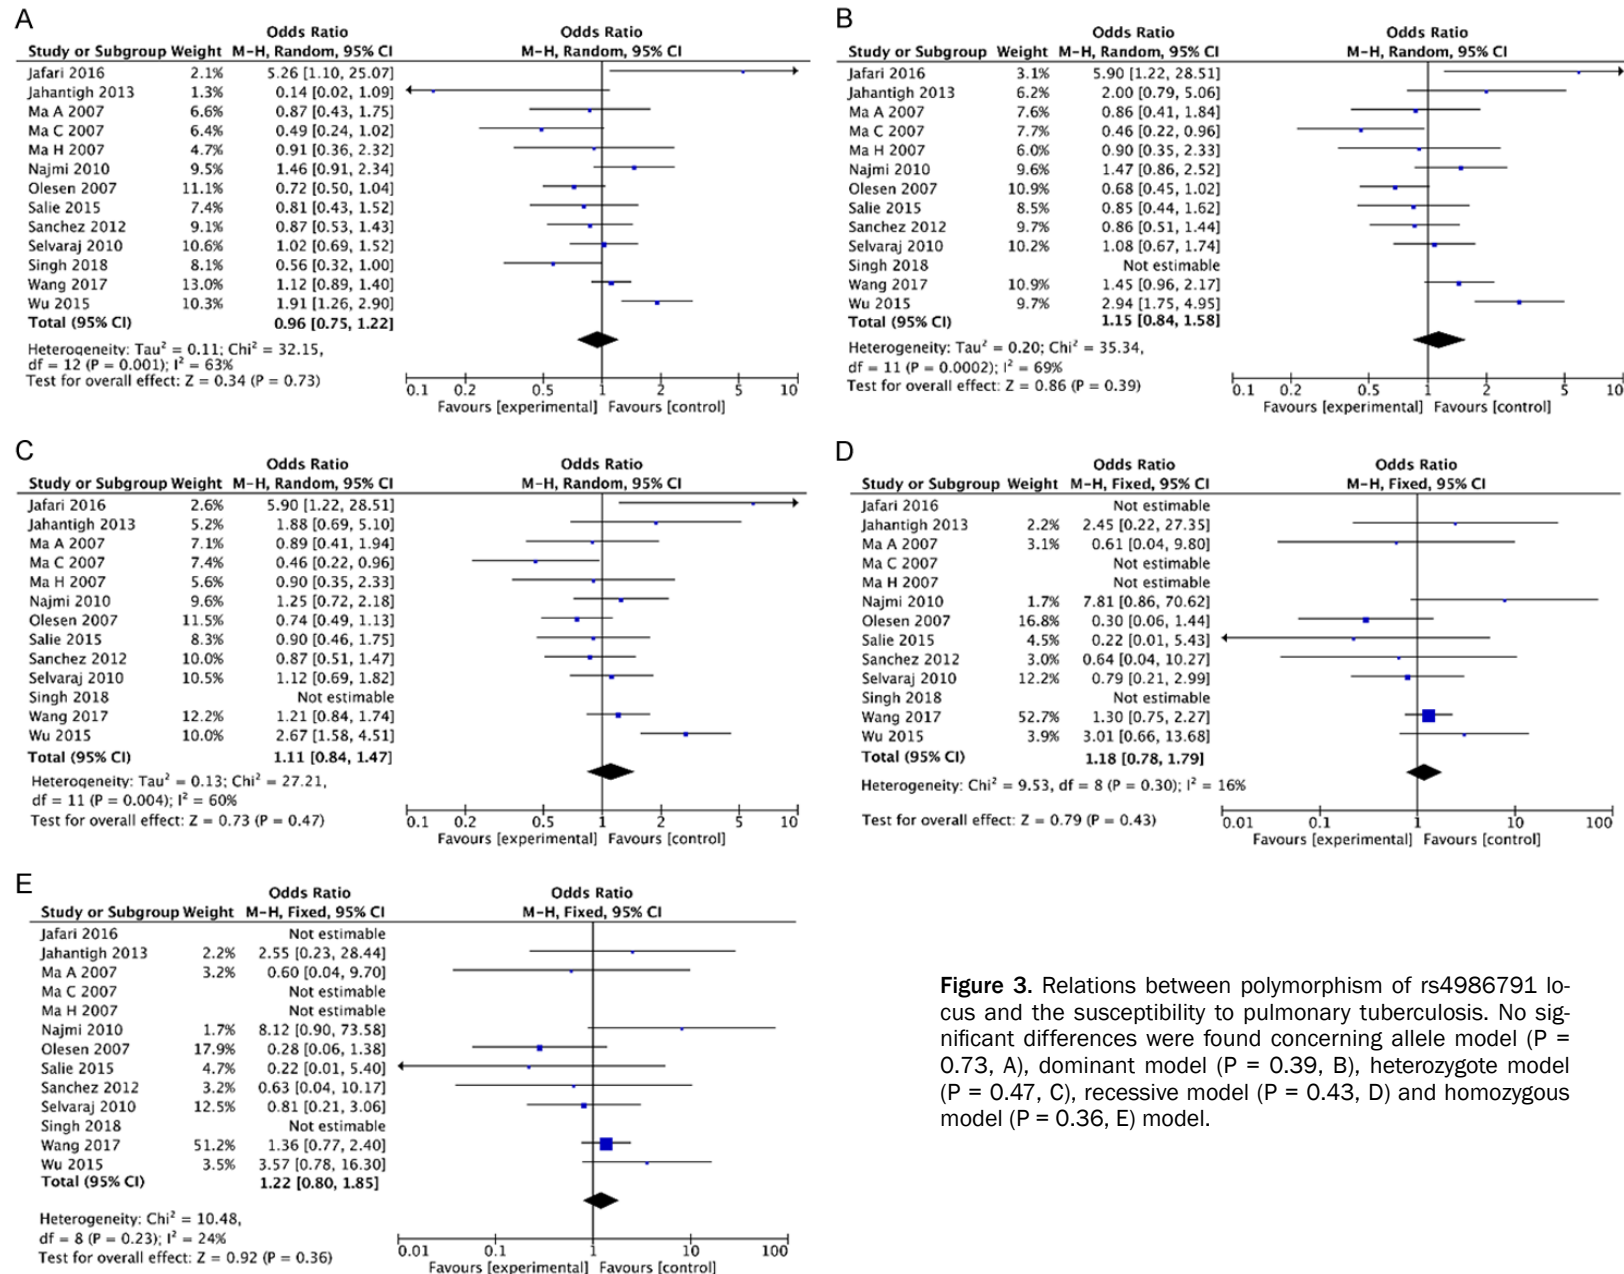 A
Odds Ratio Odds Ratio
Study or Subgroup Weight M-H, Random, 95% CI M-H, Random, 95% CI
Jafari 2016 2.1% 5.26 [1.10, 25.07]
Jahantigh 2013 1.3% 0.14 [0.02, 1.09]
Ma A 2007 6.6% 0.87 [0.43, 1.75]
Ma C 2007 6.4% 0.49 [0.24, 1.02]
Ma H 2007 4.7% 0.91 [0.36, 2.32]
Najmi 2010 9.5% 1.46 [0.91, 2.34]
Olesen 2007 11.1% 0.72 [0.50, 1.04]
Salie 2015 7.4% 0.81 [0.43, 1.52]
Sanchez 2012 9.1% 0.87 [0.53, 1.43]
Selvaraj 2010 10.6% 1.02 [0.69, 1.52]
Singh 2018 8.1% 0.56 [0.32, 1.00]
Wang 2017 13.0% 1.12 [0.89, 1.40]
Wu 2015 10.3% 1.91 [1.26, 2.90]
Total (95% CI) 0.96 [0.75, 1.22]
Heterogeneity: Tau² = 0.11; Chi² = 32.15,
df = 12 (P = 0.001); I² = 63%
Test for overall effect: Z = 0.34 (P = 0.73)
0.1 0.2 0.5 1 2 5 10
Favours [experimental] Favours [control]
B
Odds Ratio Odds Ratio
Study or Subgroup Weight M-H, Random, 95% CI M-H, Random, 95% CI
Jafari 2016 3.1% 5.90 [1.22, 28.51]
Jahantigh 2013 6.2% 2.00 [0.79, 5.06]
Ma A 2007 7.6% 0.86 [0.41, 1.84]
Ma C 2007 7.7% 0.46 [0.22, 0.96]
Ma H 2007 6.0% 0.90 [0.35, 2.33]
Najmi 2010 9.6% 1.47 [0.86, 2.52]
Olesen 2007 10.9% 0.68 [0.45, 1.02]
Salie 2015 8.5% 0.85 [0.44, 1.62]
Sanchez 2012 9.7% 0.86 [0.51, 1.44]
Selvaraj 2010 10.2% 1.08 [0.67, 1.74]
Singh 2018 Not estimable
Wang 2017 10.9% 1.45 [0.96, 2.17]
Wu 2015 9.7% 2.94 [1.75, 4.95]
Total (95% CI) 1.15 [0.84, 1.58]
Heterogeneity: Tau² = 0.20; Chi² = 35.34,
df = 11 (P = 0.0002); I² = 69%
Test for overall effect: Z = 0.86 (P = 0.39)
0.1 0.2 0.5 1 2 5 10
Favours [experimental] Favours [control]
C
Odds Ratio Odds Ratio
Study or Subgroup Weight M-H, Random, 95% CI M-H, Random, 95% CI
Jafari 2016 2.6% 5.90 [1.22, 28.51]
Jahantigh 2013 5.2% 1.88 [0.69, 5.10]
Ma A 2007 7.1% 0.89 [0.41, 1.94]
Ma C 2007 7.4% 0.46 [0.22, 0.96]
Ma H 2007 5.6% 0.90 [0.35, 2.33]
Najmi 2010 9.6% 1.25 [0.72, 2.18]
Olesen 2007 11.5% 0.74 [0.49, 1.13]
Salie 2015 8.3% 0.90 [0.46, 1.75]
Sanchez 2012 10.0% 0.87 [0.51, 1.47]
Selvaraj 2010 10.5% 1.12 [0.69, 1.82]
Singh 2018 Not estimable
Wang 2017 12.2% 1.21 [0.84, 1.74]
Wu 2015 10.0% 2.67 [1.58, 4.51]
Total (95% CI) 1.11 [0.84, 1.47]
Heterogeneity: Tau² = 0.13; Chi² = 27.21,
df = 11 (P = 0.004); I² = 60%
Test for overall effect: Z = 0.73 (P = 0.47)
0.1 0.2 0.5 1 2 5 10
Favours [experimental] Favours [control]
D
Odds Ratio Odds Ratio
Study or Subgroup Weight M-H, Fixed, 95% CI M-H, Fixed, 95% CI
Jafari 2016 Not estimable
Jahantigh 2013 2.2% 2.45 [0.22, 27.35]
Ma A 2007 3.1% 0.61 [0.04, 9.80]
Ma C 2007 Not estimable
Ma H 2007 Not estimable
Najmi 2010 1.7% 7.81 [0.86, 70.62]
Olesen 2007 16.8% 0.30 [0.06, 1.44]
Salie 2015 4.5% 0.22 [0.01, 5.43]
Sanchez 2012 3.0% 0.64 [0.04, 10.27]
Selvaraj 2010 12.2% 0.79 [0.21, 2.99]
Singh 2018 Not estimable
Wang 2017 52.7% 1.30 [0.75, 2.27]
Wu 2015 3.9% 3.01 [0.66, 13.68]
Total (95% CI) 1.18 [0.78, 1.79]
Heterogeneity: Chi² = 9.53, df = 8 (P = 0.30); I² = 16%
Test for overall effect: Z = 0.79 (P = 0.43)
0.01 0.1 1 10 100
Favours [experimental] Favours [control]
E
Odds Ratio Odds Ratio
Study or Subgroup Weight M-H, Fixed, 95% CI M-H, Fixed, 95% CI
Jafari 2016 Not estimable
Jahantigh 2013 2.2% 2.55 [0.23, 28.44]
Ma A 2007 3.2% 0.60 [0.04, 9.70]
Ma C 2007 Not estimable
Ma H 2007 Not estimable
Najmi 2010 1.7% 8.12 [0.90, 73.58]
Olesen 2007 17.9% 0.28 [0.06, 1.38]
Salie 2015 4.7% 0.22 [0.01, 5.40]
Sanchez 2012 3.2% 0.63 [0.04, 10.17]
Selvaraj 2010 12.5% 0.81 [0.21, 3.06]
Singh 2018 Not estimable
Wang 2017 51.2% 1.36 [0.77, 2.40]
Wu 2015 3.5% 3.57 [0.78, 16.30]
Total (95% CI) 1.22 [0.80, 1.85]
Heterogeneity: Chi² = 10.48,
df = 8 (P = 0.23); I² = 24%
Test for overall effect: Z = 0.92 (P = 0.36)
0.01 0.1 1 10 100
Favours [experimental] Favours [control]
Figure 3. Relations between polymorphism of rs4986791 lo-
cus and the susceptibility to pulmonary tuberculosis. No sig-
nificant differences were found concerning allele model (P =
0.73, A), dominant model (P = 0.39, B), heterozygote model
(P = 0.47, C), recessive model (P = 0.43, D) and homozygous
model (P = 0.36, E) model.